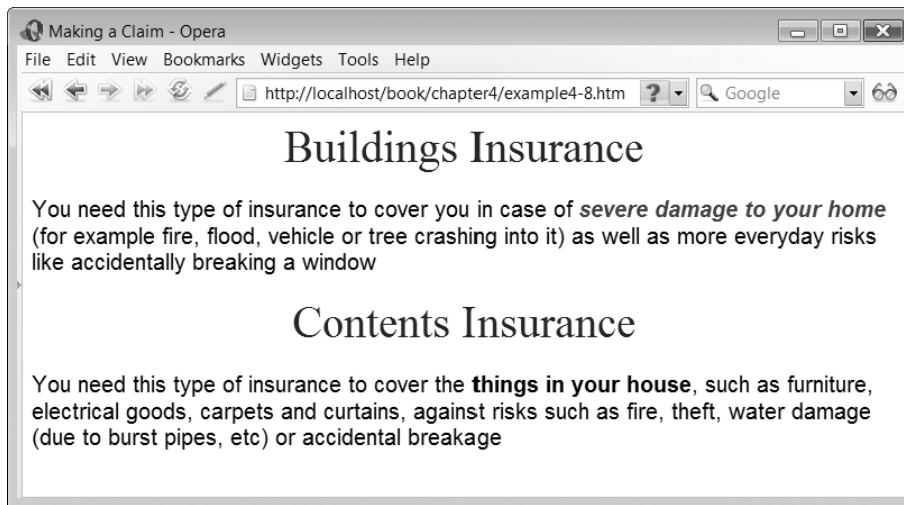 Making a Claim - Opera
File Edit View Bookmarks Widgets Tools Help
http://localhost/book/chapter4/example4-8.htm ? Google
Buildings Insurance
You need this type of insurance to cover you in case of severe damage to your home
(for example fire, flood, vehicle or tree crashing into it) as well as more everyday risks
like accidentally breaking a window
Contents Insurance
You need this type of insurance to cover the things in your house, such as furniture,
electrical goods, carpets and curtains, against risks such as fire, theft, water damage
(due to burst pipes, etc) or accidental breakage